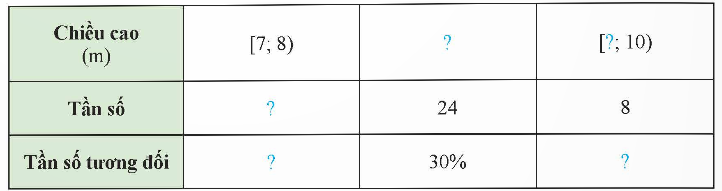 Chiều cao
(m)
[7; 8)
?
[?; 10)
Tần số
?
24
8
Tần số tương đối
?
30%
?